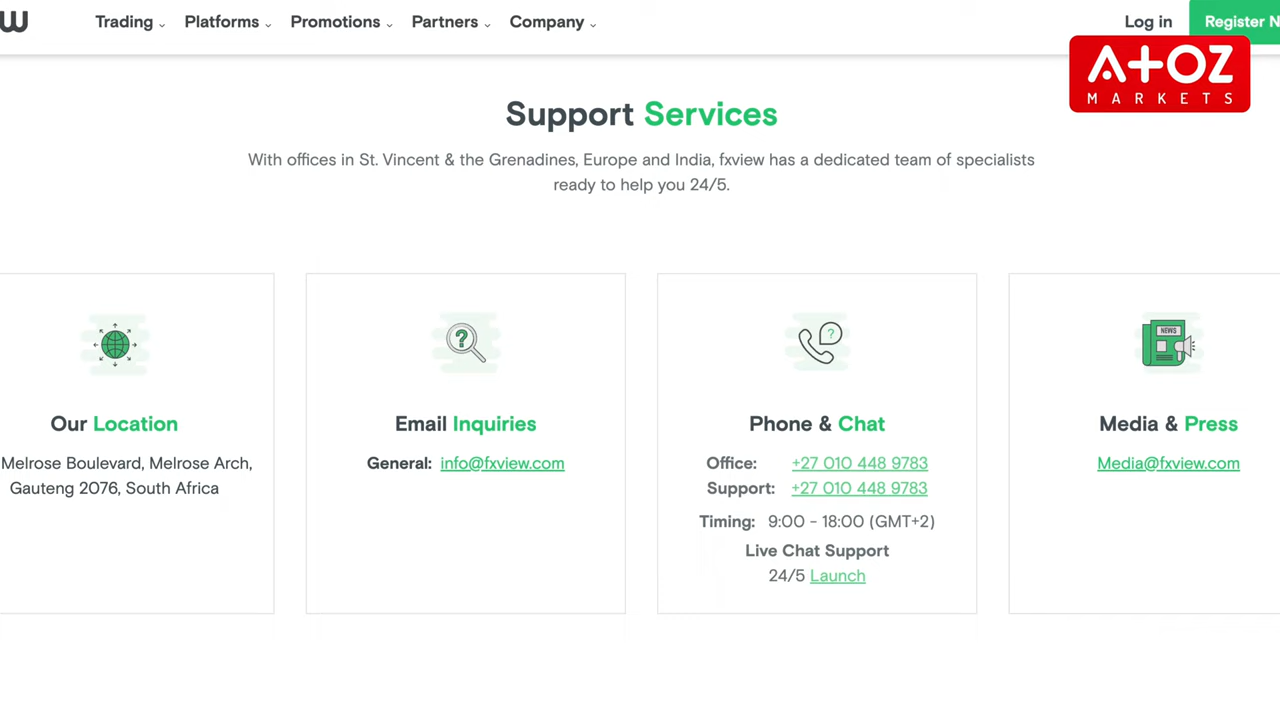 w
Trading
Platforms
Promotions
Partners
Company
Log in
Register N
ATOZ
MARKETS
Support Services
With offices in St. Vincent & the Grenadines, Europe and India, fxview has a dedicated team of specialists
ready to help you 24/5.
Our Location
Melrose Boulevard, Melrose Arch,
Gauteng 2076, South Africa
?
Email Inquiries
General: info@fxview.com
?
Phone & Chat
Office: +27 010 448 9783
Support: +27 010 448 9783
Timing: 9:00 - 18:00 (GMT+2)
Live Chat Support
24/5 Launch
NEWS
Media & Press
Media@fxview.com